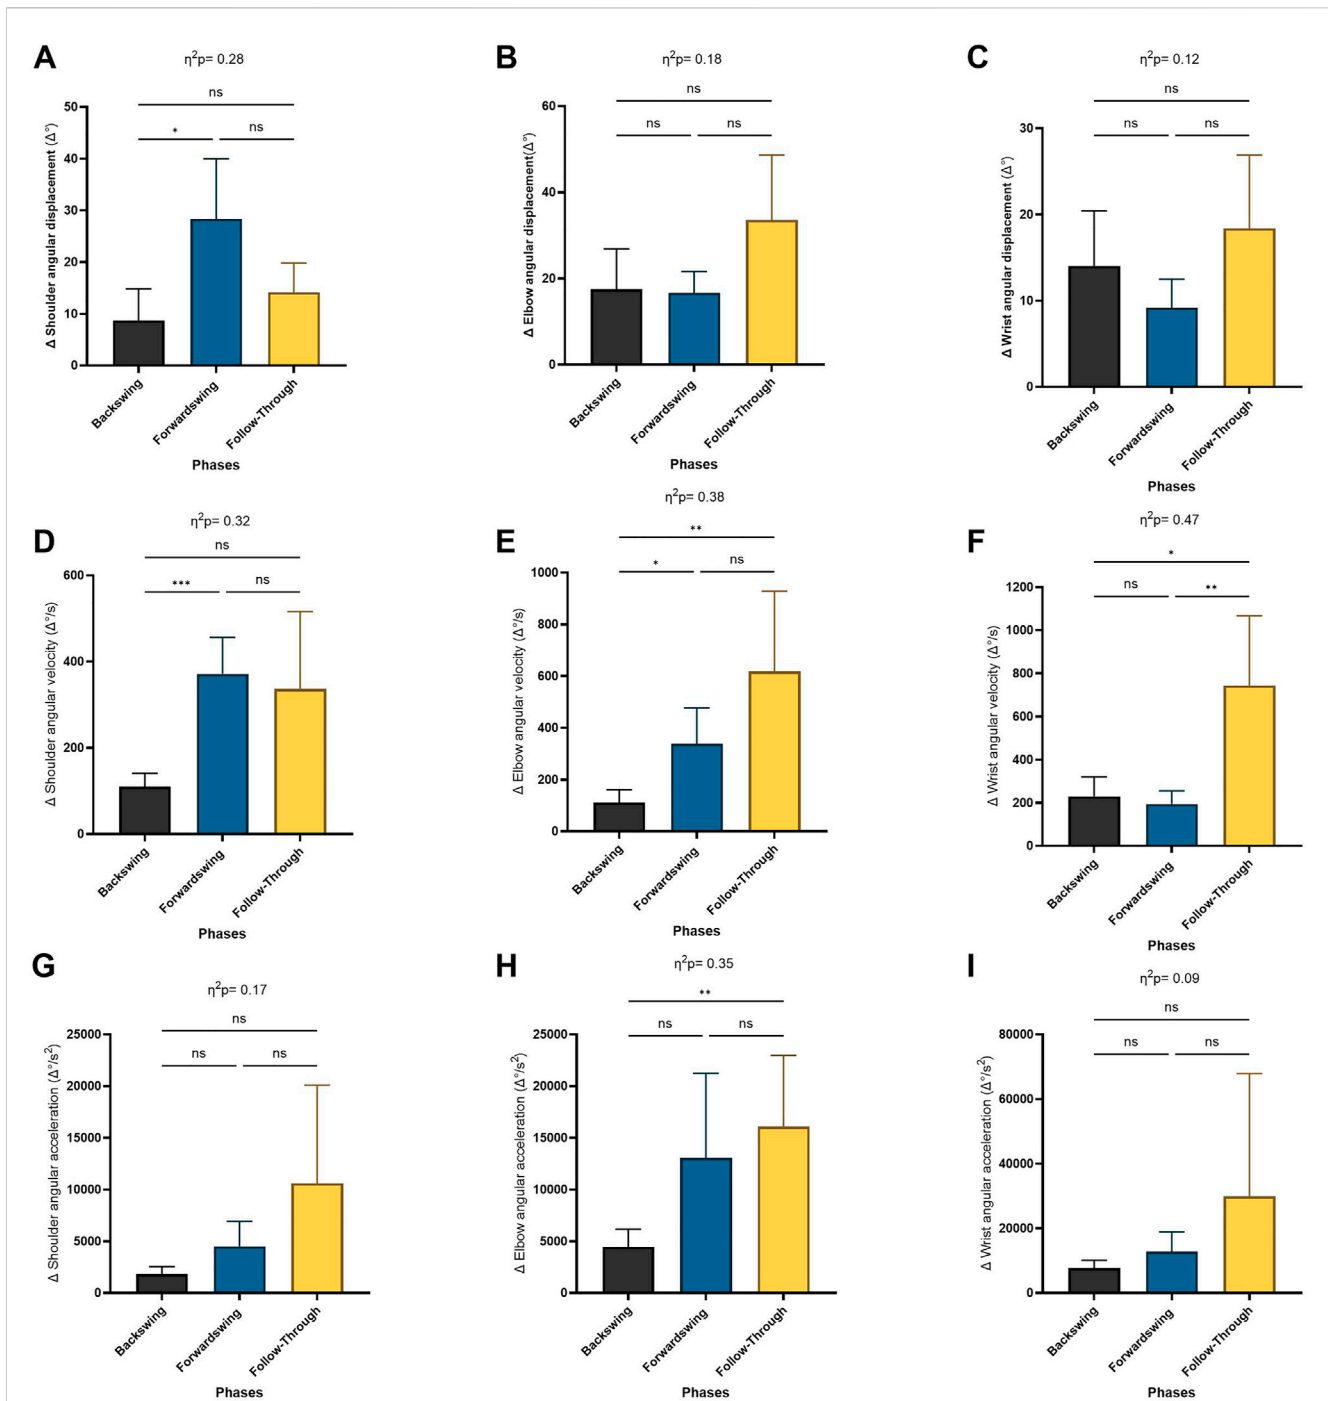 A
η²p= 0.28
ns
*
ns
Δ Shoulder angular displacement (Δ°)
50
40
30
20
10
0
Backswing
Forwardswing
Follow-Through
Phases
B
η²p= 0.18
ns
ns
ns
Δ Elbow angular displacement(Δ°)
60
40
20
0
Backswing
Forwardswing
Follow-Through
Phases
C
η²p= 0.12
ns
ns
ns
Δ Wrist angular displacement (Δ°)
30
20
10
0
Backswing
Forwardswing
Follow-Through
Phases
D
η²p= 0.32
ns
***
ns
Δ Shoulder angular velocity (Δ°/s)
600
400
200
0
Backswing
Forwardswing
Follow-Through
Phases
E
η²p= 0.38
**
*
ns
Δ Elbow angular velocity (Δ°/s)
1000
800
600
400
200
0
Backswing
Forwardswing
Follow-Through
Phases
F
η²p= 0.47
*
ns
**
Δ Wrist angular velocity (Δ°/s)
1200
1000
800
600
400
200
0
Backswing
Forwardswing
Follow-Through
Phases
G
η²p= 0.17
ns
ns
ns
Δ Shoulder angular acceleration (Δ°/s²)
25000
20000
15000
10000
5000
0
Backswing
Forwardswing
Follow-Through
Phases
H
η²p= 0.35
**
ns
ns
Δ Elbow angular acceleration (Δ°/s²)
25000
20000
15000
10000
5000
0
Backswing
Forwardswing
Follow-Through
Phases
I
η²p= 0.09
ns
ns
ns
Δ Wrist angular acceleration (Δ°/s²)
80000
60000
40000
20000
0
Backswing
Forwardswing
Follow-Through
Phases